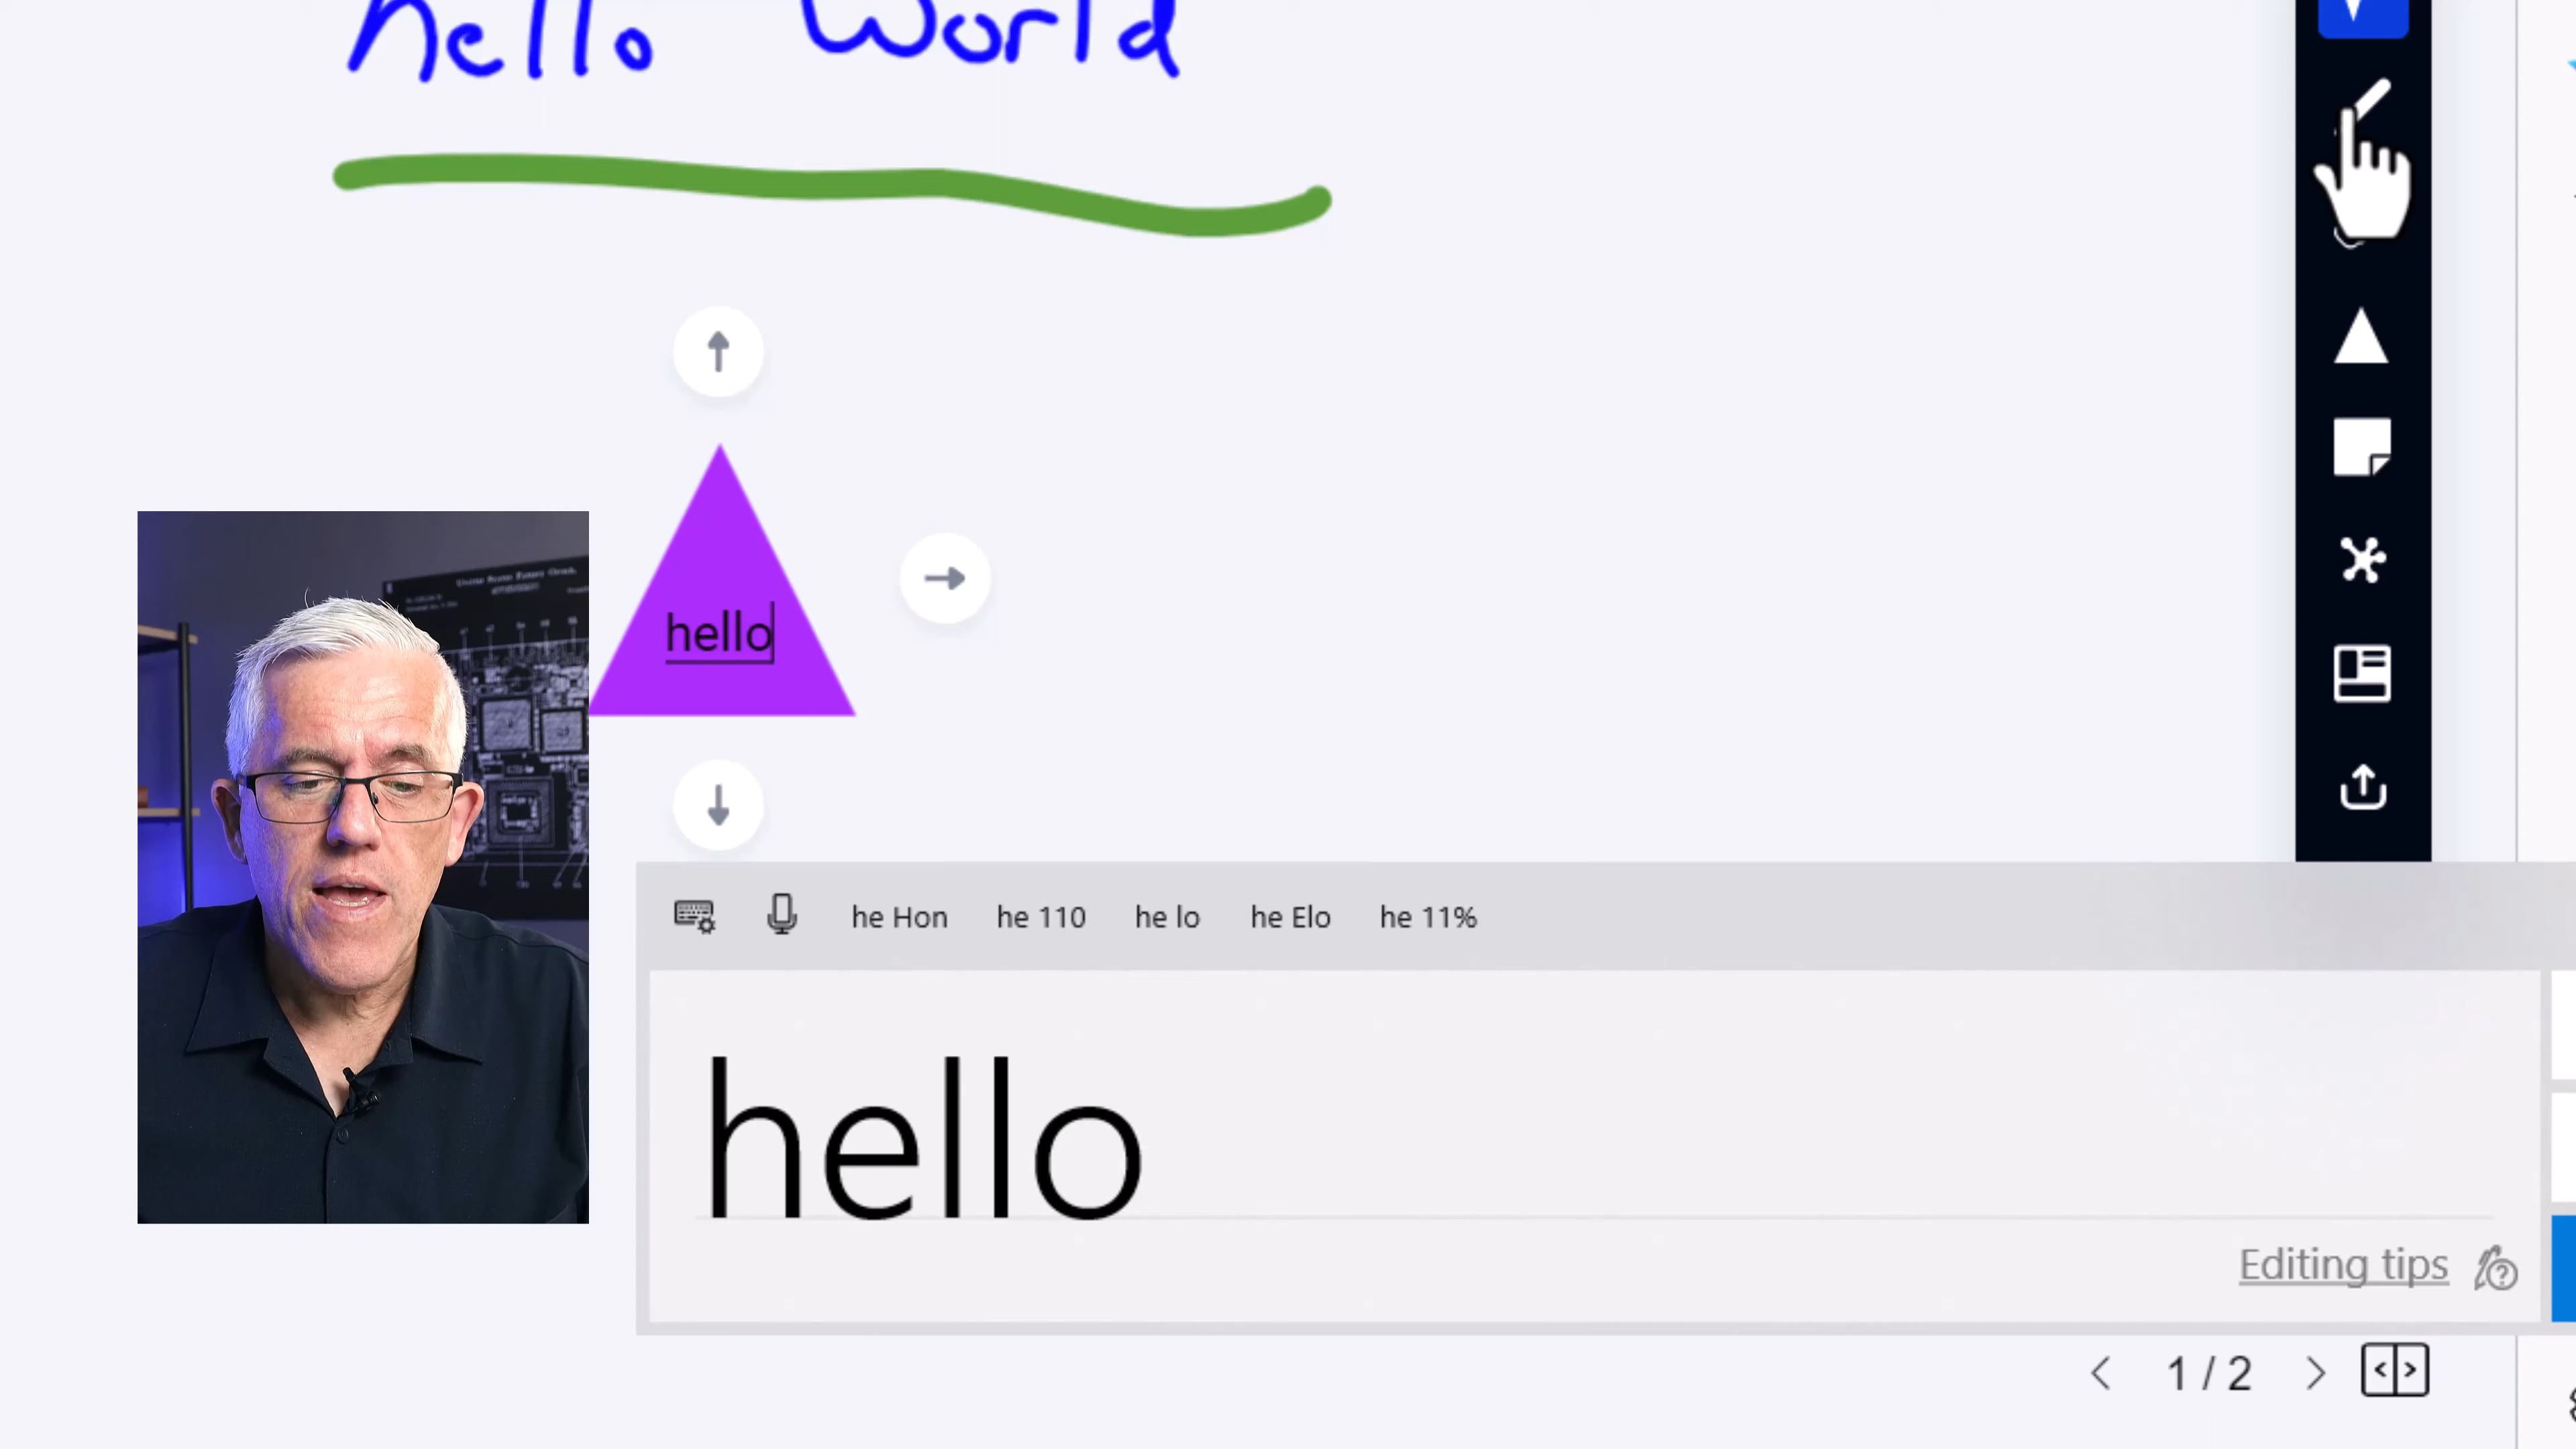 hello World
hello
he Hon he 110 he lo he Elo he 11%
hello
Editing tips
1 / 2